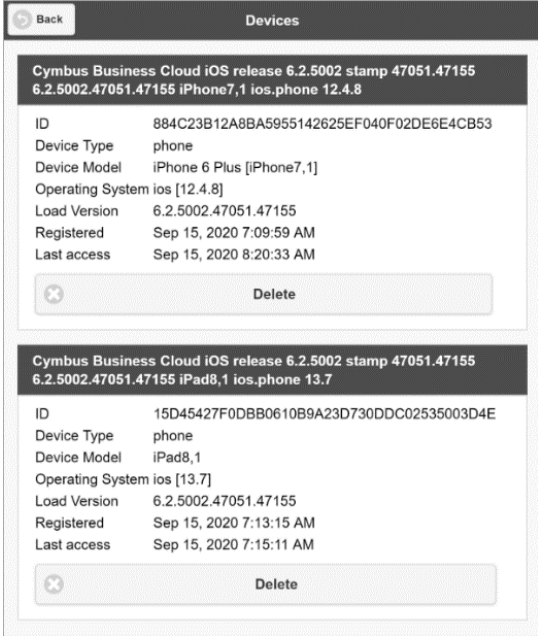 Back
Devices
Cymbus Business Cloud iOS release 6.2.5002 stamp 47051.47155
6.2.5002.47051.47155 iPhone7,1 ios.phone 12.4.8
ID 884C23B12A8BA5955142625EF040F02DE6E4CB53
Device Type phone
Device Model iPhone 6 Plus [iPhone7,1]
Operating System ios [12.4.8]
Load Version 6.2.5002.47051.47155
Registered Sep 15, 2020 7:09:59 AM
Last access Sep 15, 2020 8:20:33 AM
Delete
Cymbus Business Cloud iOS release 6.2.5002 stamp 47051.47155
6.2.5002.47051.47155 iPad8,1 ios.phone 13.7
ID 15D45427F0DBB0610B9A23D730DDC02535003D4E
Device Type phone
Device Model iPad8,1
Operating System ios [13.7]
Load Version 6.2.5002.47051.47155
Registered Sep 15, 2020 7:13:15 AM
Last access Sep 15, 2020 7:15:11 AM
Delete